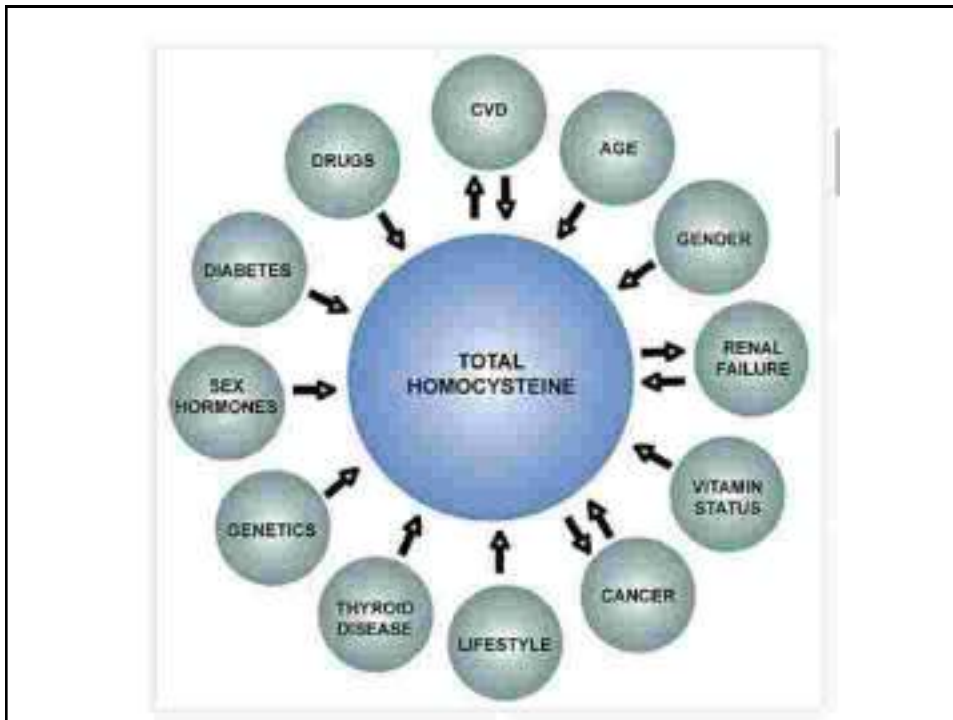 CVD
AGE
GENDER
RENAL
FAILURE
VITAMIN
STATUS
CANCER
LIFESTYLE
THYROID
DISEASE
GENETICS
SEX
HORMONES
DIABETES
DRUGS
TOTAL
HOMOCYSTEINE